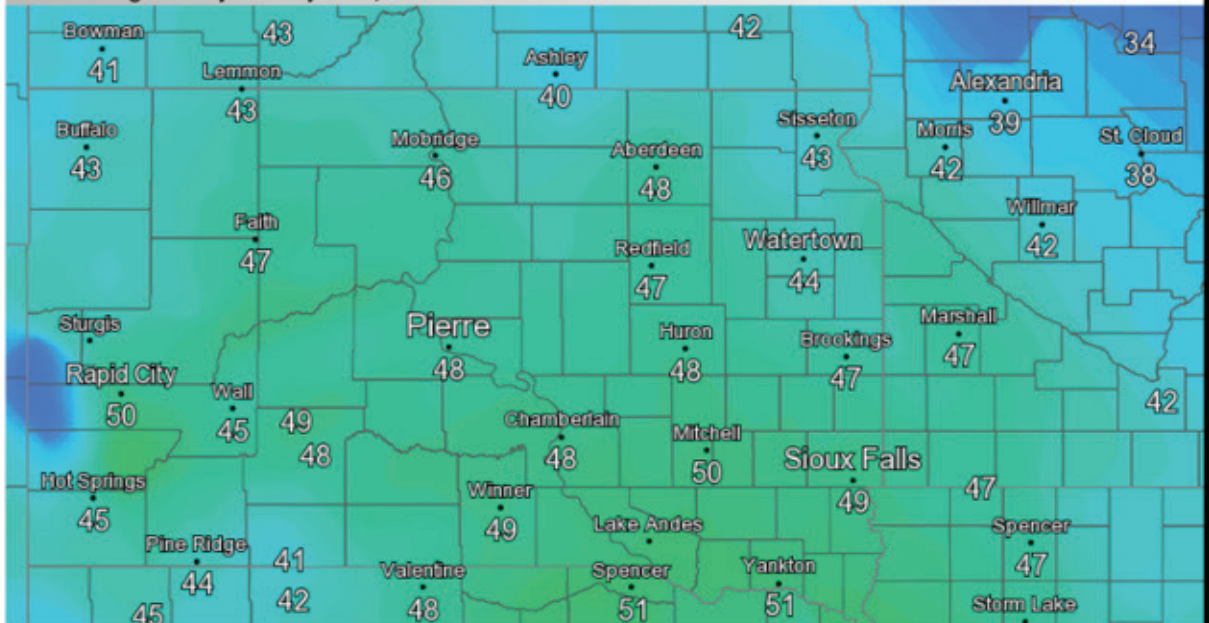 Bowman
43
42
34
41
Ashley
40
Lemmon
43
Alexandria
39
Buffalo
43
Mobridge
46
Aberdeen
48
Sisseton
43
Morris
42
St. Cloud
38
Faith
47
Redfield
47
Watertown
44
Willmar
42
Sturgis
Pierre
48
Huron
48
Brookings
47
Marshall
47
Rapid City
50
Wall
45
49
48
Chamberlain
48
Mitchell
50
Sioux Falls
49
42
47
Hot Springs
45
Winner
49
Lake Andes
Spencer
47
Pine Ridge
44
41
42
45
Valentine
48
Spencer
51
Yankton
51
Storm Lake